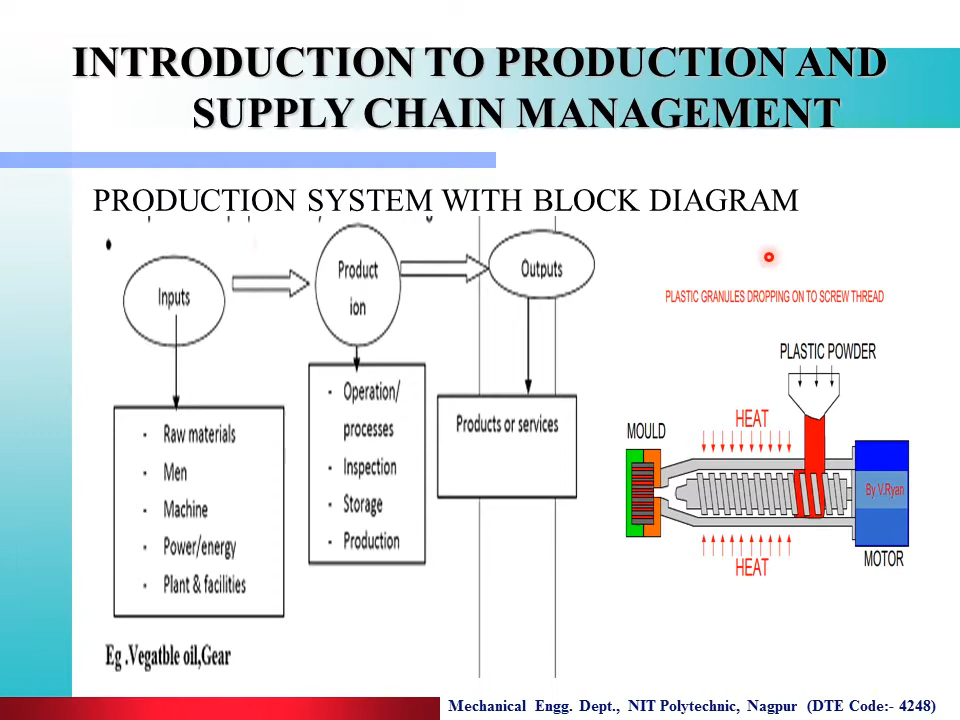 INTRODUCTION TO PRODUCTION AND
SUPPLY CHAIN MANAGEMENT
PRODUCTION SYSTEM WITH BLOCK DIAGRAM
Inputs
Product
ion
Outputs
- Raw materials
- Men
- Machine
- Power/energy
- Plant & facilities
- Operation/
processes
- Inspection
- Storage
- Production
Products or services
Eg .Vegatble oil,Gear
PLASTIC GRANULES DROPPING ON TO SCREW THREAD
PLASTIC POWDER
HEAT
MOULD
By V.Ryan
HEAT
MOTOR
Mechanical Engg. Dept., NIT Polytechnic, Nagpur (DTE Code:- 4248)